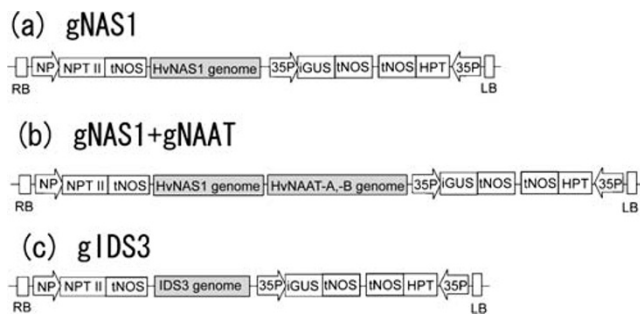 (a) gNAS1
NP NPT II tNOS HvNAS1 genome 35P iGUS tNOS tNOS HPT 35P
RB LB
(b) gNAS1+gNAAT
NP NPT II tNOS HvNAS1 genome HvNAAT-A,-B genome 35P iGUS tNOS tNOS HPT 35P
RB LB
(c) gIDS3
NP NPT II tNOS IDS3 genome 35P iGUS tNOS tNOS HPT 35P
RB LB